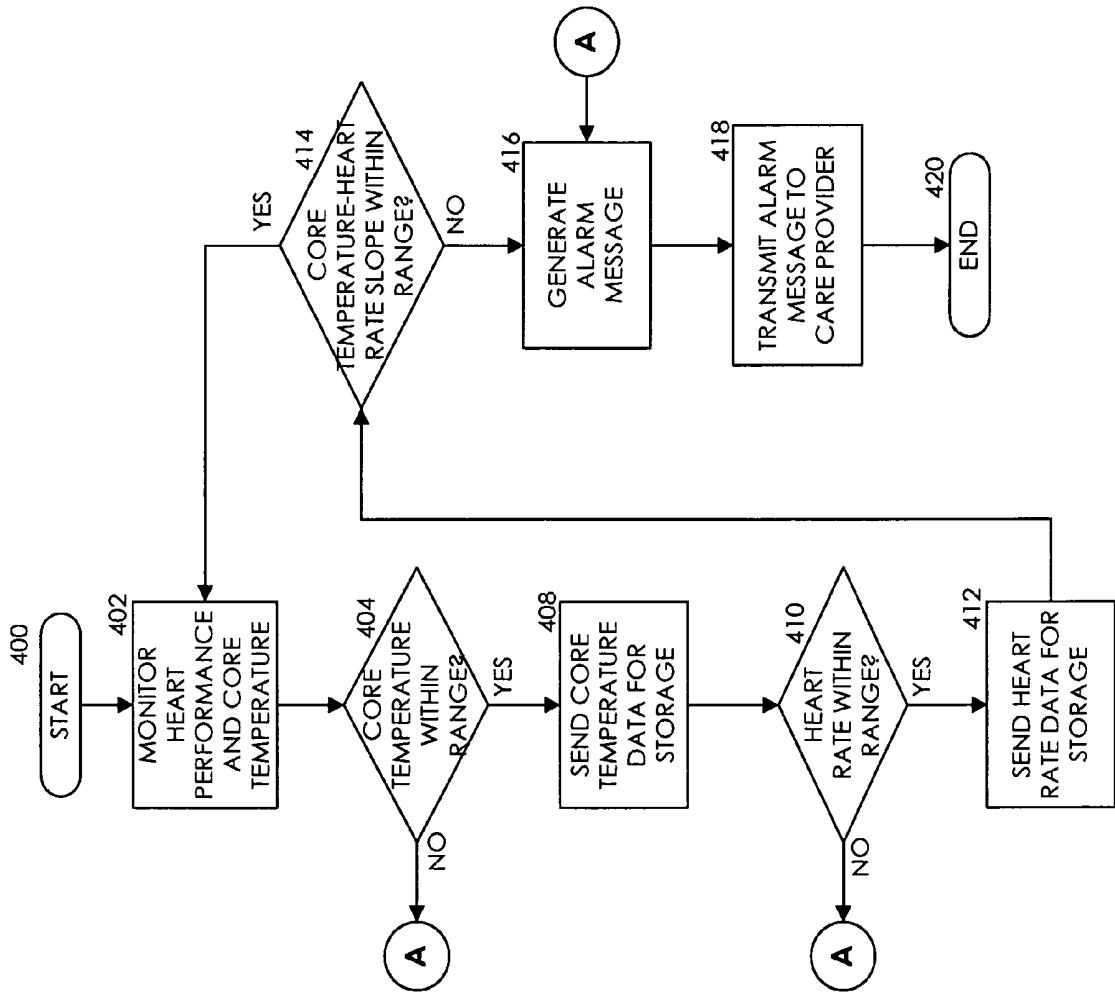 400
START
402
MONITOR
HEART
PERFORMANCE
AND CORE
TEMPERATURE
404
CORE
TEMPERATURE
WITHIN
RANGE?
NO
YES
A
408
SEND CORE
TEMPERATURE
DATA FOR
STORAGE
410
HEART
RATE WITHIN
RANGE?
NO
YES
A
412
SEND HEART
RATE DATA FOR
STORAGE
414
CORE
TEMPERATURE-HEART
RATE SLOPE WITHIN
RANGE?
YES
NO
A
416
GENERATE
ALARM
MESSAGE
418
TRANSMIT ALARM
MESSAGE TO
CARE PROVIDER
420
END